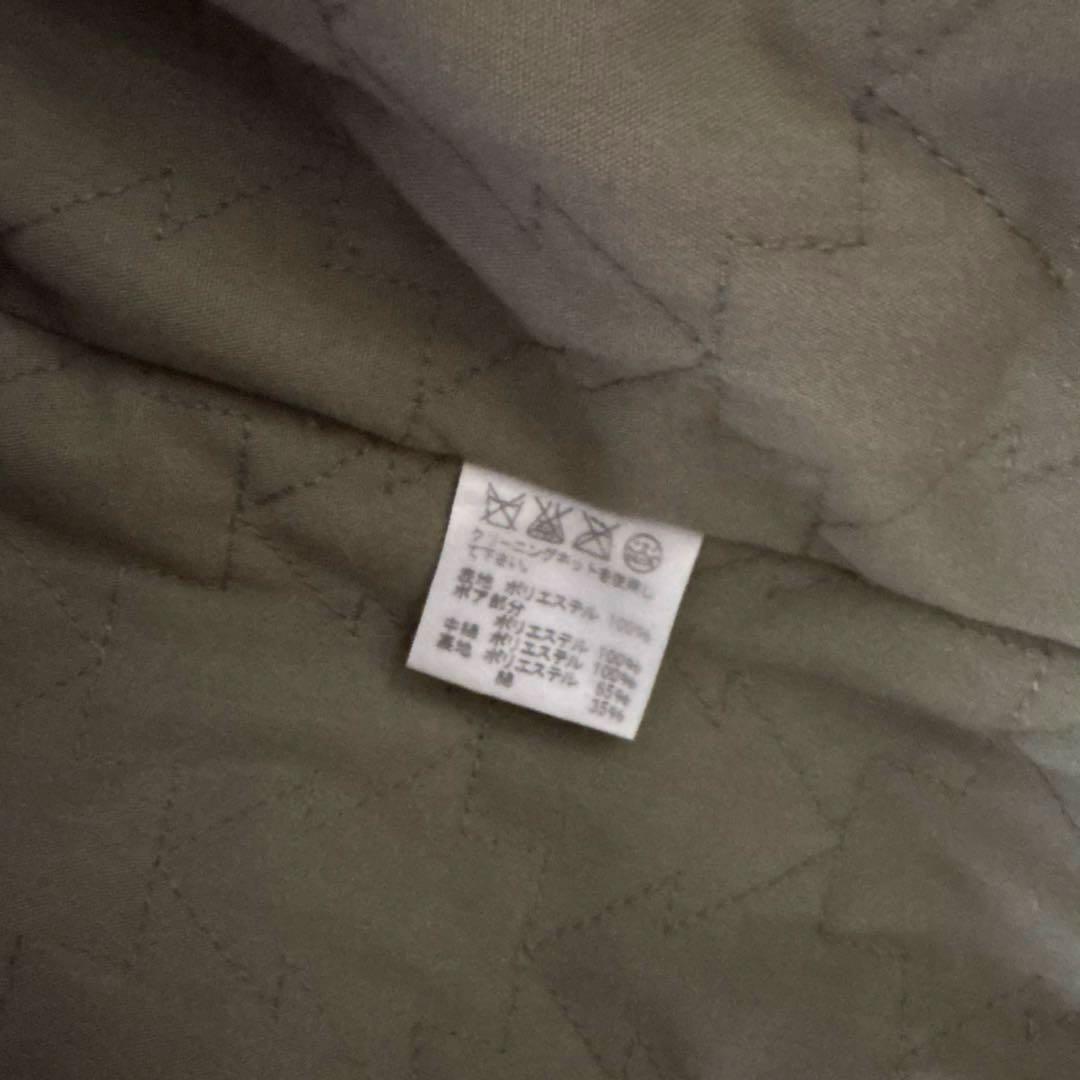 クリーニングネットを使用し
て下さい。
表地 ポリエステル 100%
ボア部分
ポリエステル 100%
中綿 ポリエステル 100%
裏地 ポリエステル 65%
綿 35%